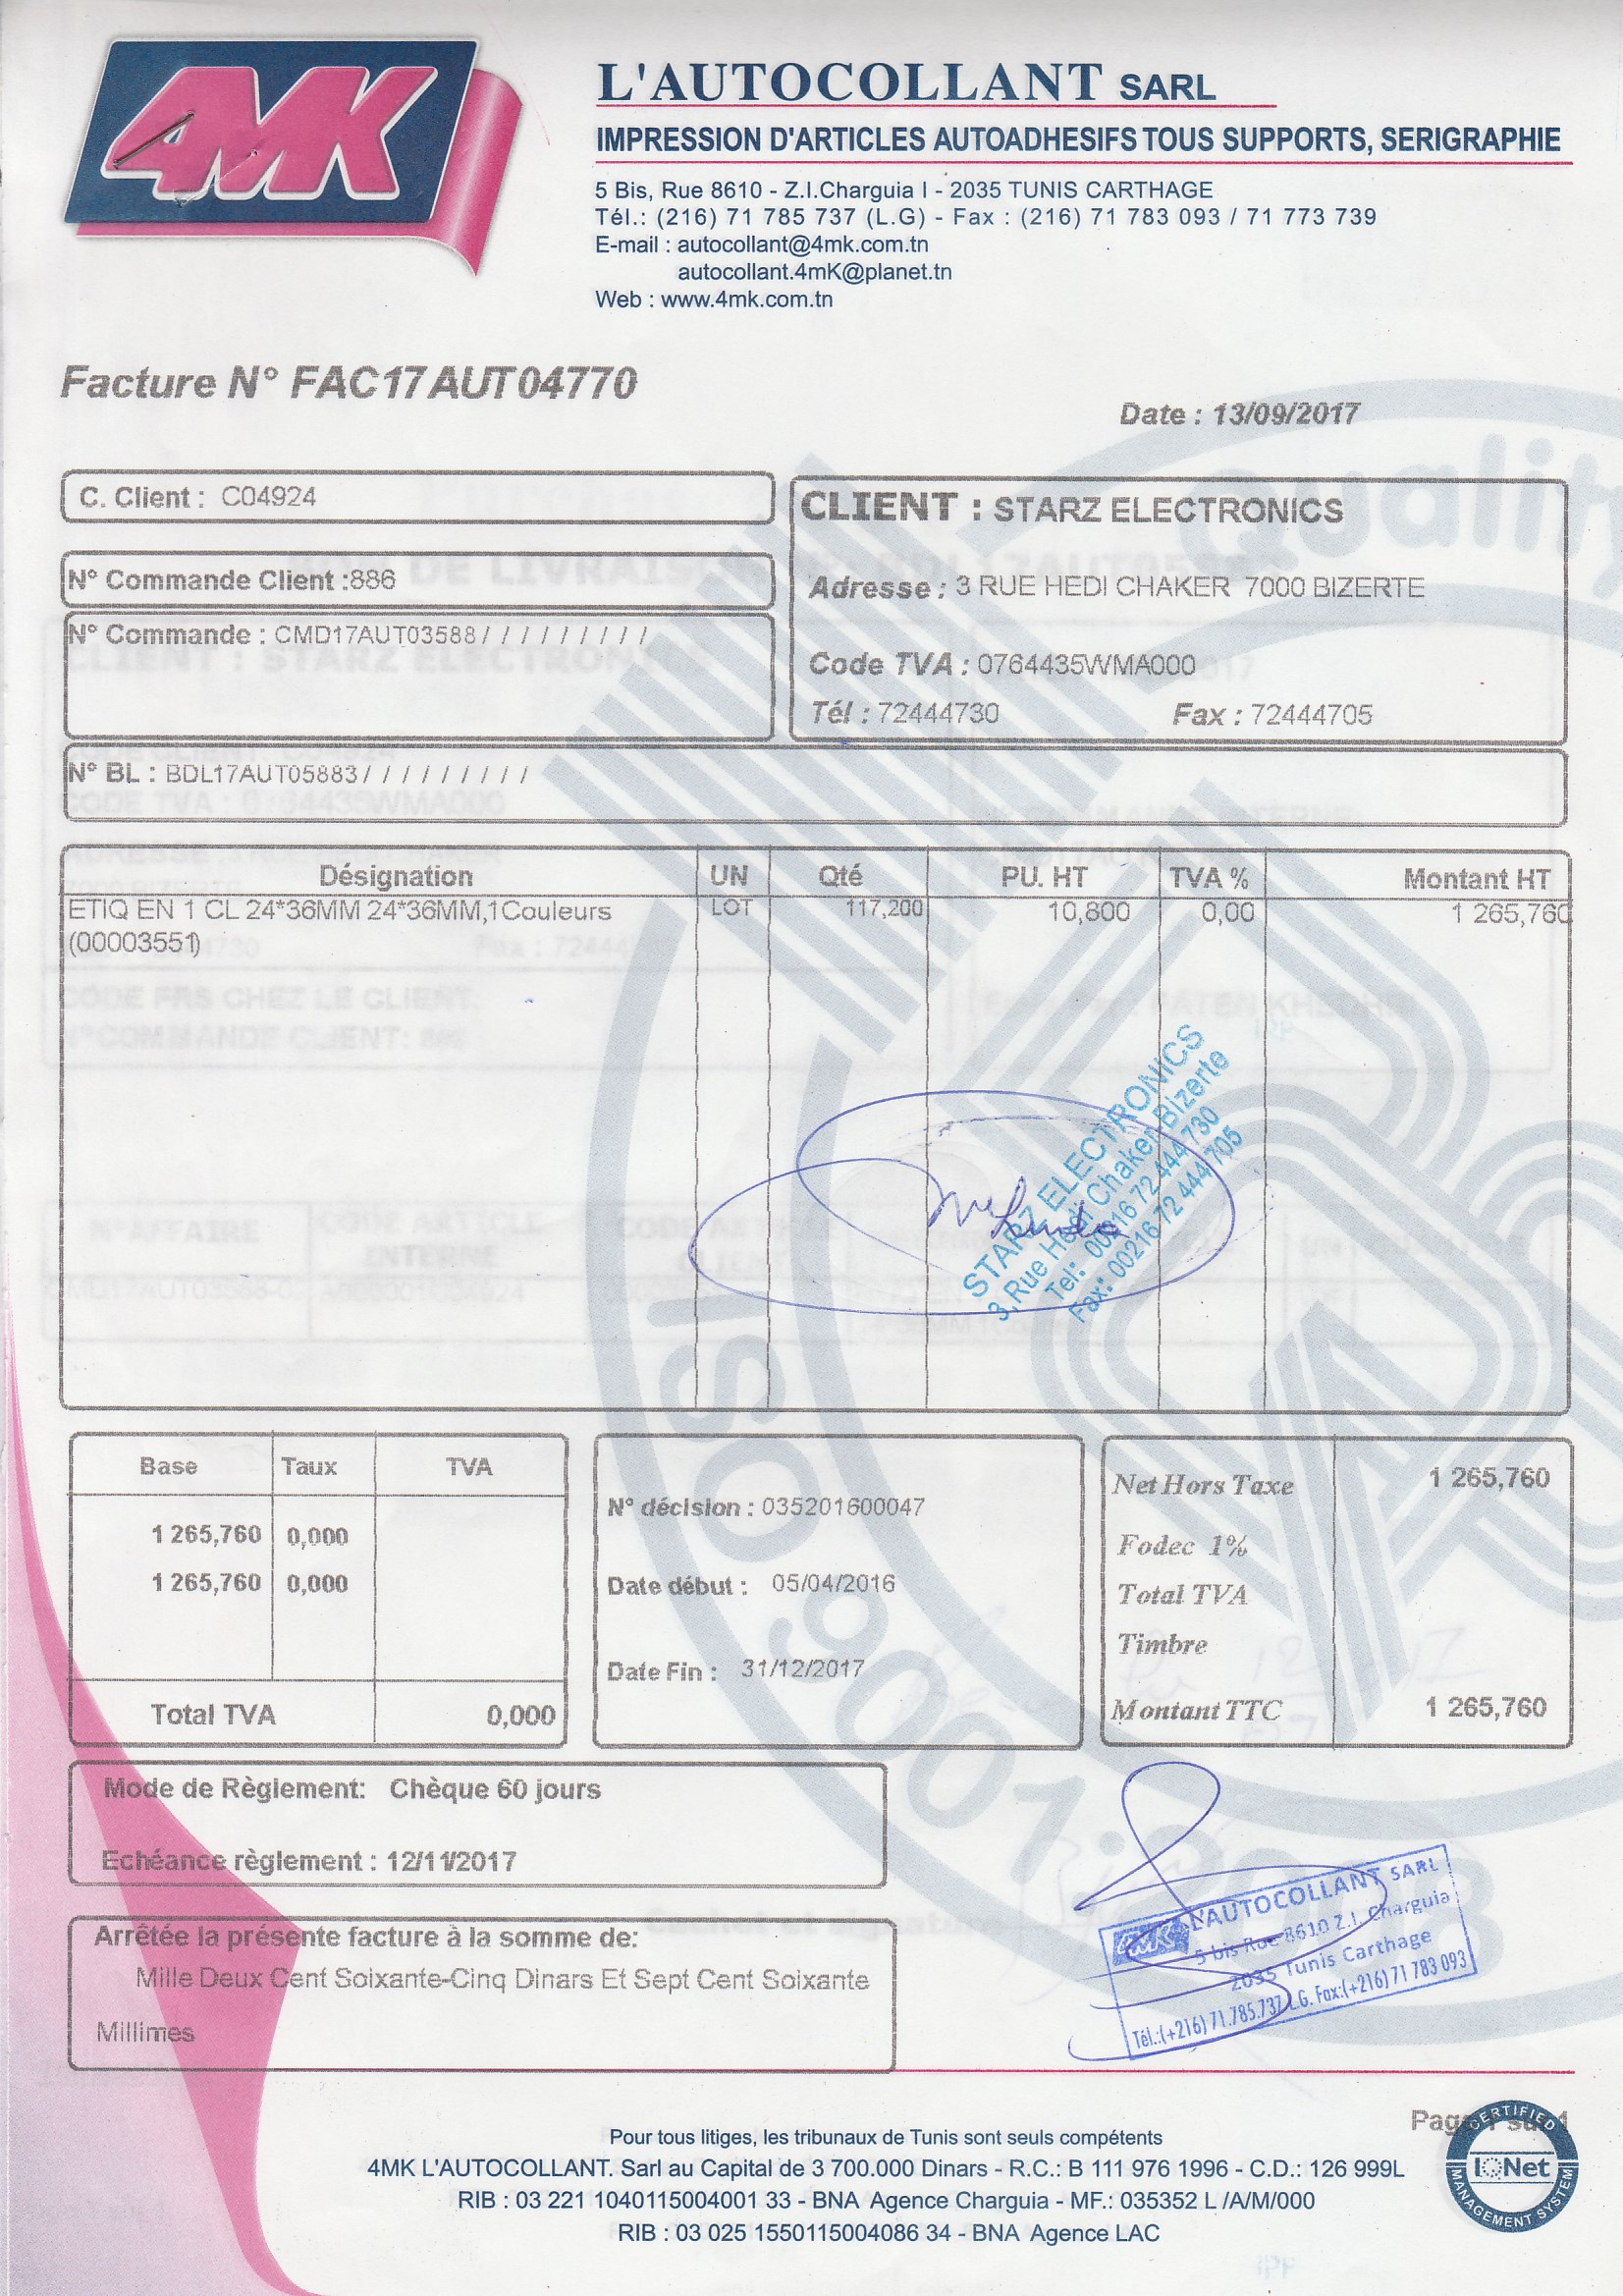 4MK
L'AUTOCOLLANT SARL
IMPRESSION D'ARTICLES AUTOADHESIFS TOUS SUPPORTS, SERIGRAPHIE
5 Bis, Rue 8610 - Z.I.Charguia I - 2035 TUNIS CARTHAGE
Tél.: (216) 71 785 737 (L.G) - Fax : (216) 71 783 093 / 71 773 739
E-mail : autocollant@4mk.com.tn
autocollant.4mK@planet.tn
Web : www.4mk.com.tn
Facture N° FAC17AUT04770
Date : 13/09/2017
C. Client : C04924
N° Commande Client :886
N° Commande : CMD17AUT03588/ / / / / / / / / /
CLIENT : STARZ ELECTRONICS
Adresse : 3 RUE HEDI CHAKER 7000 BIZERTE
Code TVA : 0764435WMA000
Tél : 72444730 Fax : 72444705
N° BL : BDL17AUT05883/ / / / / / / / / /
Désignation UN Qté PU. HT TVA % Montant HT
ETIQ EN 1 CL 24*36MM 24*36MM,1Couleurs LOT 117,200 10,800 0,00 1 265,760
(00003551)
STARZ ELECTRONICS
3, Rue Hedi Chaker Bizerte
Tel: 00216 72 444 730
Fax: 00216 72 444 705
Base Taux TVA
1 265,760 0,000
1 265,760 0,000
Total TVA 0,000
N° décision : 035201600047
Date début : 05/04/2016
Date Fin : 31/12/2017
Net Hors Taxe 1 265,760
Fodec 1%
Total TVA
Timbre
Montant TTC 1 265,760
Mode de Règlement: Chèque 60 jours
Echéance règlement : 12/11/2017
Arrêtée la présente facture à la somme de:
Mille Deux Cent Soixante-Cinq Dinars Et Sept Cent Soixante
Millimes
4MK L'AUTOCOLLANT SARL
5 bis Rue 8610 Z.I. Charguia
2035 Tunis Carthage
Tél.:(+216) 71.785.737 L.G. Fax:(+216) 71 783 093
Quality
ISO 9001:2008
Page 1 sur 1
Pour tous litiges, les tribunaux de Tunis sont seuls compétents
4MK L'AUTOCOLLANT. Sarl au Capital de 3 700.000 Dinars - R.C.: B 111 976 1996 - C.D.: 126 999L
RIB : 03 221 1040115004001 33 - BNA Agence Charguia - MF.: 035352 L /A/M/000
RIB : 03 025 1550115004086 34 - BNA Agence LAC
CERTIFIED
IQNet
MANAGEMENT SYSTEM